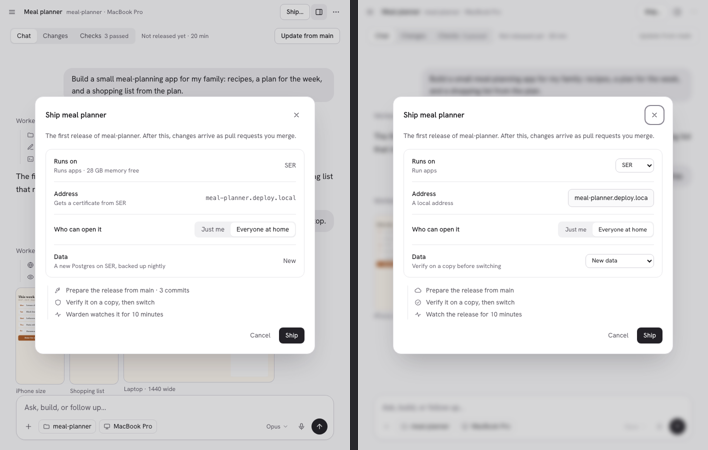 Meal planner meal-planner · MacBook Pro
Ship...
Chat Changes Checks 3 passed Not released yet · 20 min Update from main
Build a small meal-planning app for my family: recipes, a plan for the week,
and a shopping list from the plan.
Worke
The fi
that r
ing list
op.
Worke
Ship meal planner
The first release of meal-planner. After this, changes arrive as pull requests you merge.
Runs on
Runs apps · 28 GB memory free
SER
Address
Gets a certificate from SER
meal-planner.deploy.local
Who can open it
Just me Everyone at home
Data
A new Postgres on SER, backed up nightly
New
Prepare the release from main · 3 commits
Verify it on a copy, then switch
Warden watches it for 10 minutes
Cancel Ship
iPhone size Shopping list Laptop · 1440 wide
Ask, build, or follow up...
meal-planner MacBook Pro Opus
Ship meal planner
The first release of meal-planner. After this, changes arrive as pull requests you merge.
Runs on
Run apps
SER
Address
A local address
meal-planner.deploy.loca
Who can open it
Just me Everyone at home
Data
Verify on a copy before switching
New data
Prepare the release from main
Verify it on a copy, then switch
Watch the release for 10 minutes
Cancel Ship